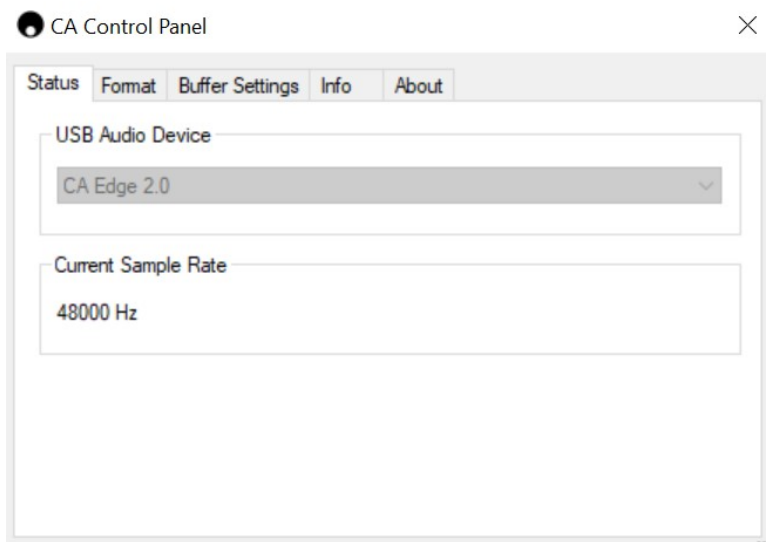 CA Control Panel
Status Format Buffer Settings Info About
USB Audio Device
CA Edge 2.0
Current Sample Rate
48000 Hz